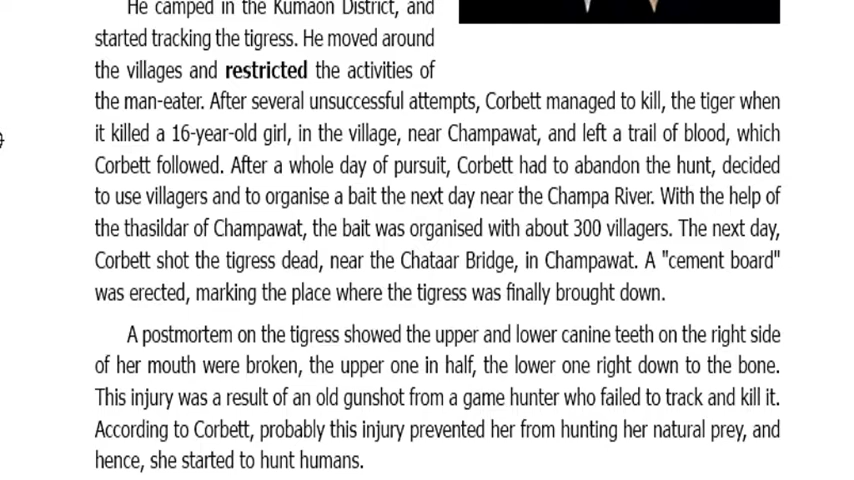 He camped in the Kumaon District, and
started tracking the tigress. He moved around
the villages and restricted the activities of
the man-eater. After several unsuccessful attempts, Corbett managed to kill, the tiger when
it killed a 16-year-old girl, in the village, near Champawat, and left a trail of blood, which
Corbett followed. After a whole day of pursuit, Corbett had to abandon the hunt, decided
to use villagers and to organise a bait the next day near the Champa River. With the help of
the thasildar of Champawat, the bait was organised with about 300 villagers. The next day,
Corbett shot the tigress dead, near the Chataar Bridge, in Champawat. A "cement board"
was erected, marking the place where the tigress was finally brought down.
A postmortem on the tigress showed the upper and lower canine teeth on the right side
of her mouth were broken, the upper one in half, the lower one right down to the bone.
This injury was a result of an old gunshot from a game hunter who failed to track and kill it.
According to Corbett, probably this injury prevented her from hunting her natural prey, and
hence, she started to hunt humans.